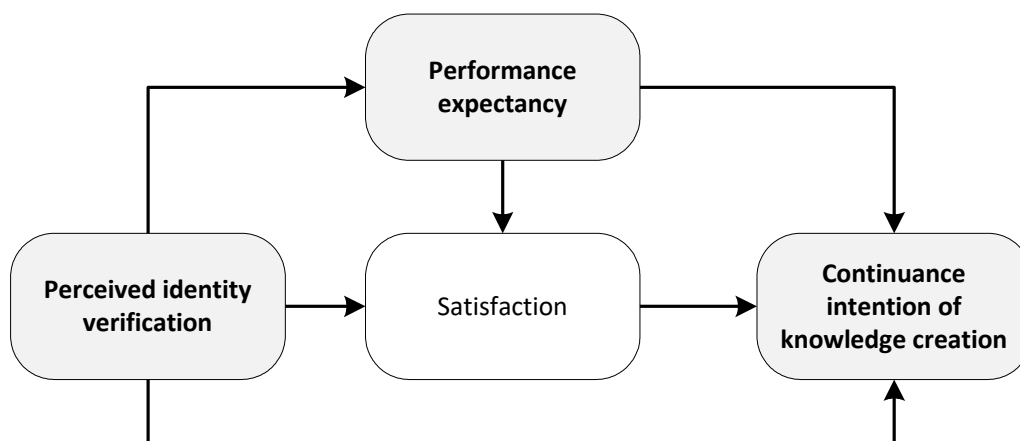 Performance
expectancy
Perceived identity
verification
Satisfaction
Continuance
intention of
knowledge creation